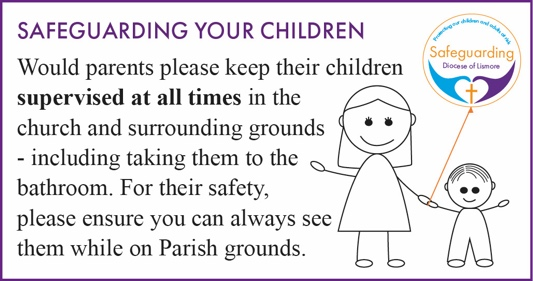 SAFEGUARDING YOUR CHILDREN
Would parents please keep their children
supervised at all times in the
church and surrounding grounds
- including taking them to the
bathroom. For their safety,
please ensure you can always see
them while on Parish grounds.
Protecting our children and adults at risk
Safeguarding
Diocese of Lismore